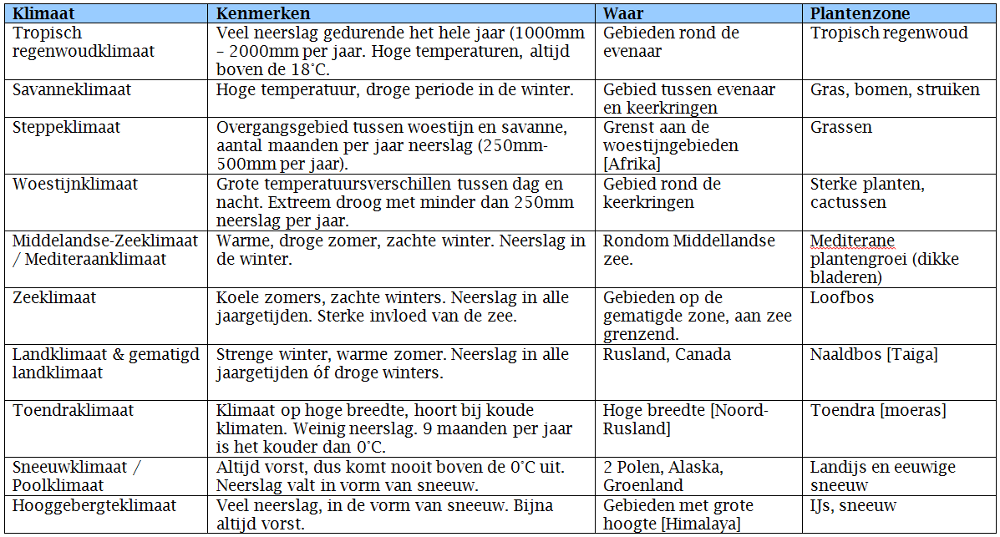 Klimaat Kenmerken Waar Plantenzone
Tropisch regenwoudklimaat
Veel neerslag gedurende het hele jaar (1000mm
– 2000mm per jaar. Hoge temperaturen, altijd
boven de 18°C.
Gebieden rond de
evenaar
Tropisch regenwoud
Savanneklimaat
Hoge temperatuur, droge periode in de winter.
Gebied tussen evenaar
en keerkringen
Gras, bomen, struiken
Steppeklimaat
Overgangsgebied tussen woestijn en savanne,
aantal maanden per jaar neerslag (250mm-
500mm per jaar).
Grenst aan de
woestijngebieden
[Afrika]
Grassen
Woestijnklimaat
Grote temperatuursverschillen tussen dag en
nacht. Extreem droog met minder dan 250mm
neerslag per jaar.
Gebied rond de
keerkringen
Sterke planten,
cactussen
Middelandse-Zeeklimaat
/ Mediteraanklimaat
Warme, droge zomer, zachte winter. Neerslag in
de winter.
Rondom Middellandse
zee.
Mediterane
plantengroei (dikke
bladeren)
Zeeklimaat
Koele zomers, zachte winters. Neerslag in alle
jaargetijden. Sterke invloed van de zee.
Gebieden op de
gematigde zone, aan zee
grenzend.
Loofbos
Landklimaat & gematigd
landklimaat
Strenge winter, warme zomer. Neerslag in alle
jaargetijden óf droge winters.
Rusland, Canada
Naaldbos [Taiga]
Toendraklimaat
Klimaat op hoge breedte, hoort bij koude
klimaten. Weinig neerslag. 9 maanden per jaar
is het kouder dan 0°C.
Hoge breedte [Noord-
Rusland]
Toendra [moeras]
Sneeuwklimaat /
Poolklimaat
Altijd vorst, dus komt nooit boven de 0°C uit.
Neerslag valt in vorm van sneeuw.
2 Polen, Alaska,
Groenland
Landijs en eeuwige
sneeuw
Hooggebergteklimaat
Veel neerslag, in de vorm van sneeuw. Bijna
altijd vorst.
Gebieden met grote
hoogte [Himalaya]
IJs, sneeuw